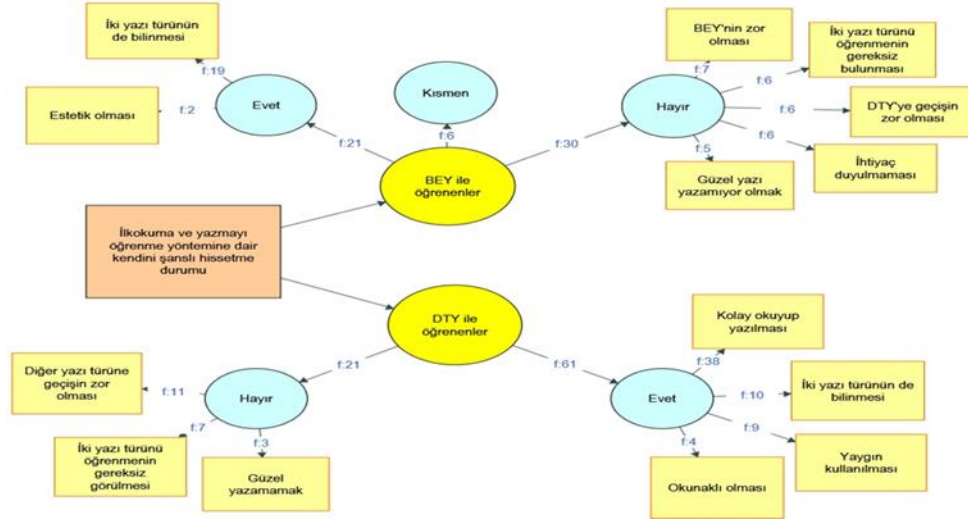 İki yazı türünün
de bilinmesi
f:19
Estetik olması
f:2
Evet
f:21
Kısmen
f:6
BEY ile
öğrenenler
f:30
Hayır
BEY'nin zor
olması
f:7
İki yazı türünü
öğrenmenin
gereksiz
bulunması
f:6
DTY'ye geçişin
zor olması
f:6
İhtiyaç
duyulmaması
f:6
Güzel yazı
yazamıyor olmak
f:5
İlkokuma ve yazmayı
öğrenme yöntemine dair
kendini şanslı hissetme
durumu
DTY ile
öğrenenler
f:21
Hayır
Diğer yazı türüne
geçişin zor
olması
f:11
İki yazı türünü
öğrenmenin
gereksiz
görülmesi
f:7
Güzel
yazamamak
f:3
f:61
Evet
Kolay okuyup
yazılması
f:38
İki yazı türünün de
bilinmesi
f:10
Yaygın
kullanılması
f:9
Okunaklı olması
f:4